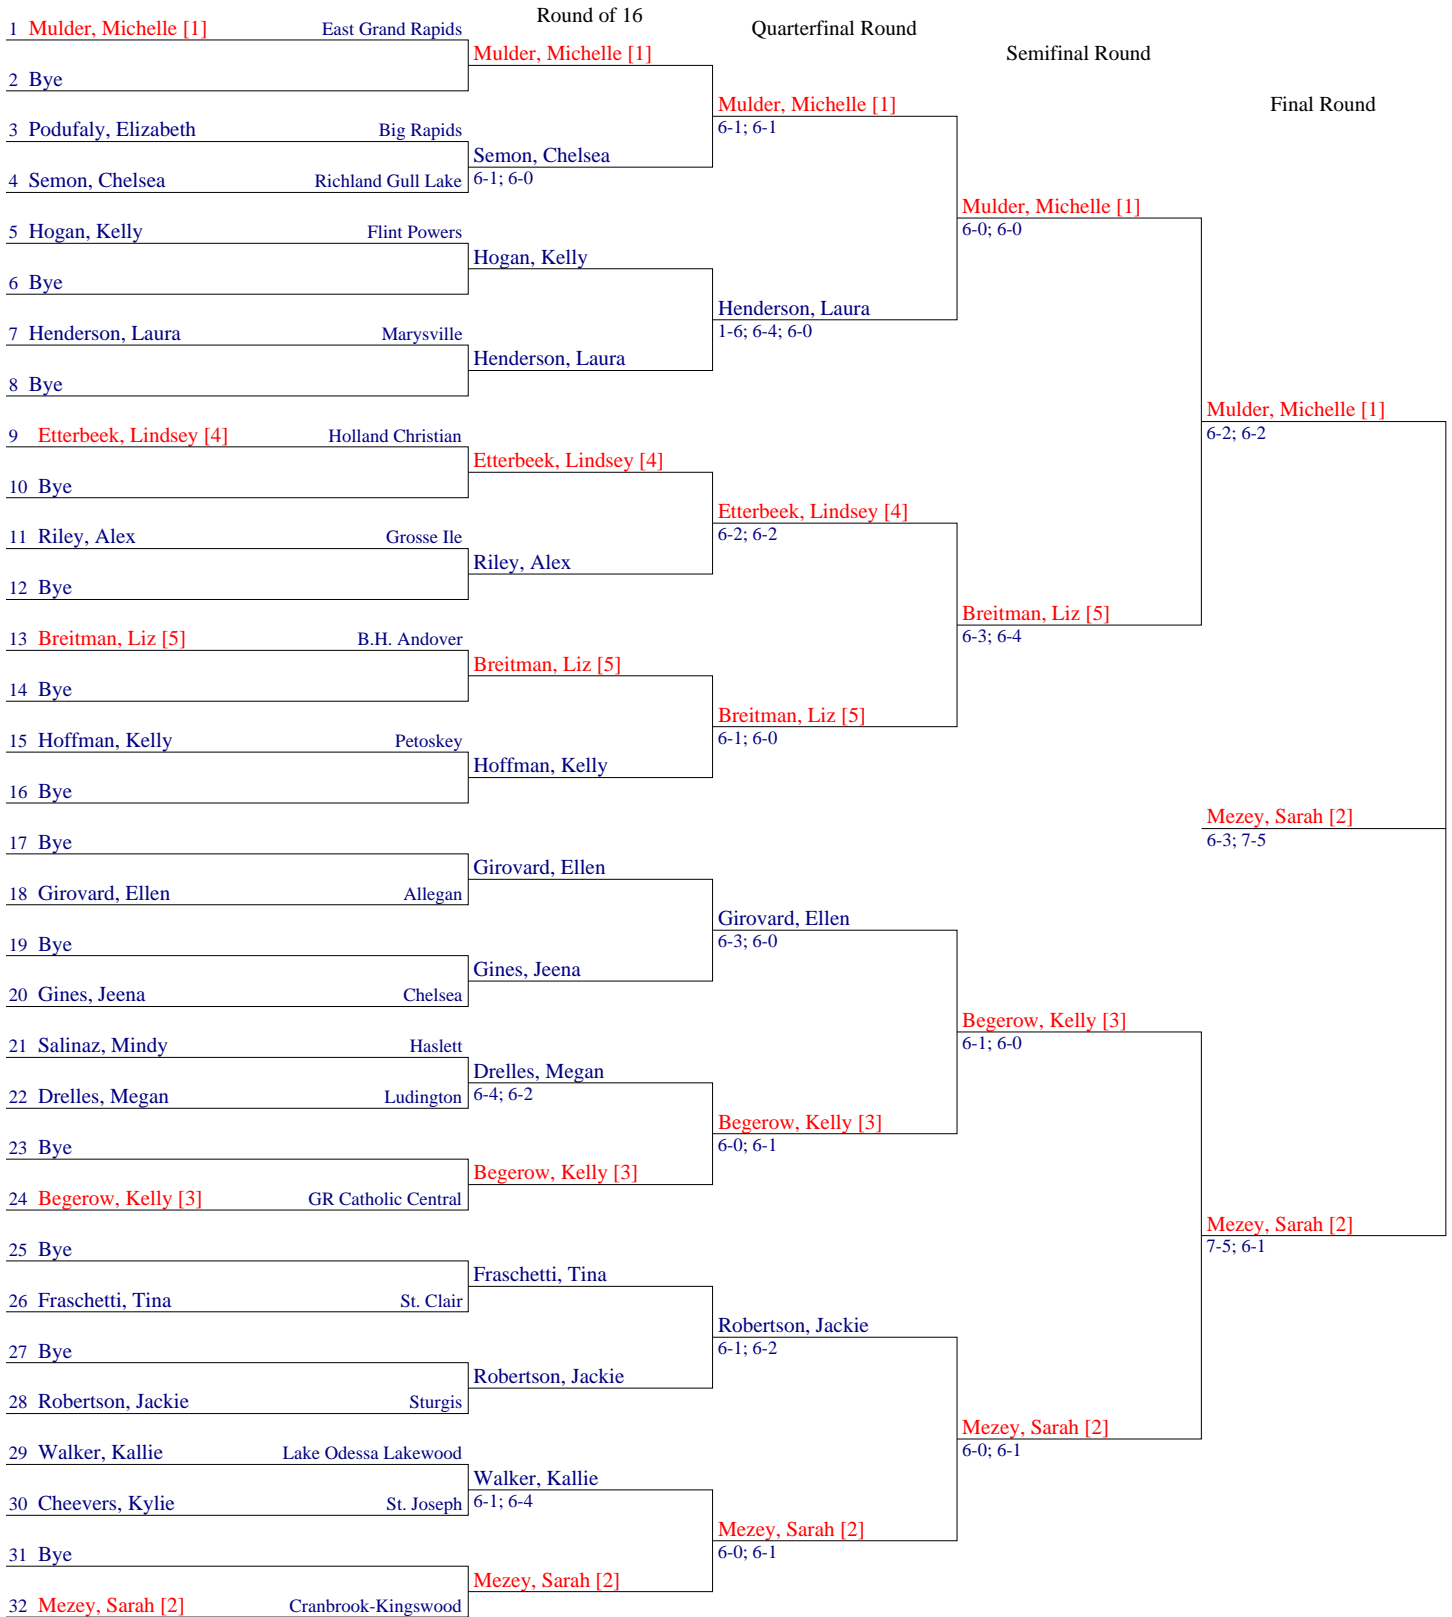 Round of 16
Quarterfinal Round
Semifinal Round
Final Round
1 Mulder, Michelle [1] East Grand Rapids
2 Bye
3 Podufaly, Elizabeth Big Rapids
4 Semon, Chelsea Richland Gull Lake
5 Hogan, Kelly Flint Powers
6 Bye
7 Henderson, Laura Marysville
8 Bye
9 Etterbeek, Lindsey [4] Holland Christian
10 Bye
11 Riley, Alex Grosse Ile
12 Bye
13 Breitman, Liz [5] B.H. Andover
14 Bye
15 Hoffman, Kelly Petoskey
16 Bye
17 Bye
18 Girovard, Ellen Allegan
19 Bye
20 Gines, Jeena Chelsea
21 Salinaz, Mindy Haslett
22 Drelles, Megan Ludington
23 Bye
24 Begerow, Kelly [3] GR Catholic Central
25 Bye
26 Fraschetti, Tina St. Clair
27 Bye
28 Robertson, Jackie Sturgis
29 Walker, Kallie Lake Odessa Lakewood
30 Cheevers, Kylie St. Joseph
31 Bye
32 Mezey, Sarah [2] Cranbrook-Kingswood
Mulder, Michelle [1]
Semon, Chelsea
6-1; 6-0
Hogan, Kelly
Henderson, Laura
Etterbeek, Lindsey [4]
Riley, Alex
Breitman, Liz [5]
Hoffman, Kelly
Girovard, Ellen
Gines, Jeena
Drelles, Megan
6-4; 6-2
Begerow, Kelly [3]
Fraschetti, Tina
Robertson, Jackie
Walker, Kallie
6-1; 6-4
Mezey, Sarah [2]
Mulder, Michelle [1]
6-1; 6-1
Henderson, Laura
1-6; 6-4; 6-0
Etterbeek, Lindsey [4]
6-2; 6-2
Breitman, Liz [5]
6-1; 6-0
Girovard, Ellen
6-3; 6-0
Begerow, Kelly [3]
6-0; 6-1
Robertson, Jackie
6-1; 6-2
Mezey, Sarah [2]
6-0; 6-1
Mulder, Michelle [1]
6-0; 6-0
Breitman, Liz [5]
6-3; 6-4
Begerow, Kelly [3]
6-1; 6-0
Mezey, Sarah [2]
6-0; 6-1
Mulder, Michelle [1]
6-2; 6-2
Mezey, Sarah [2]
6-3; 7-5
Mezey, Sarah [2]
7-5; 6-1